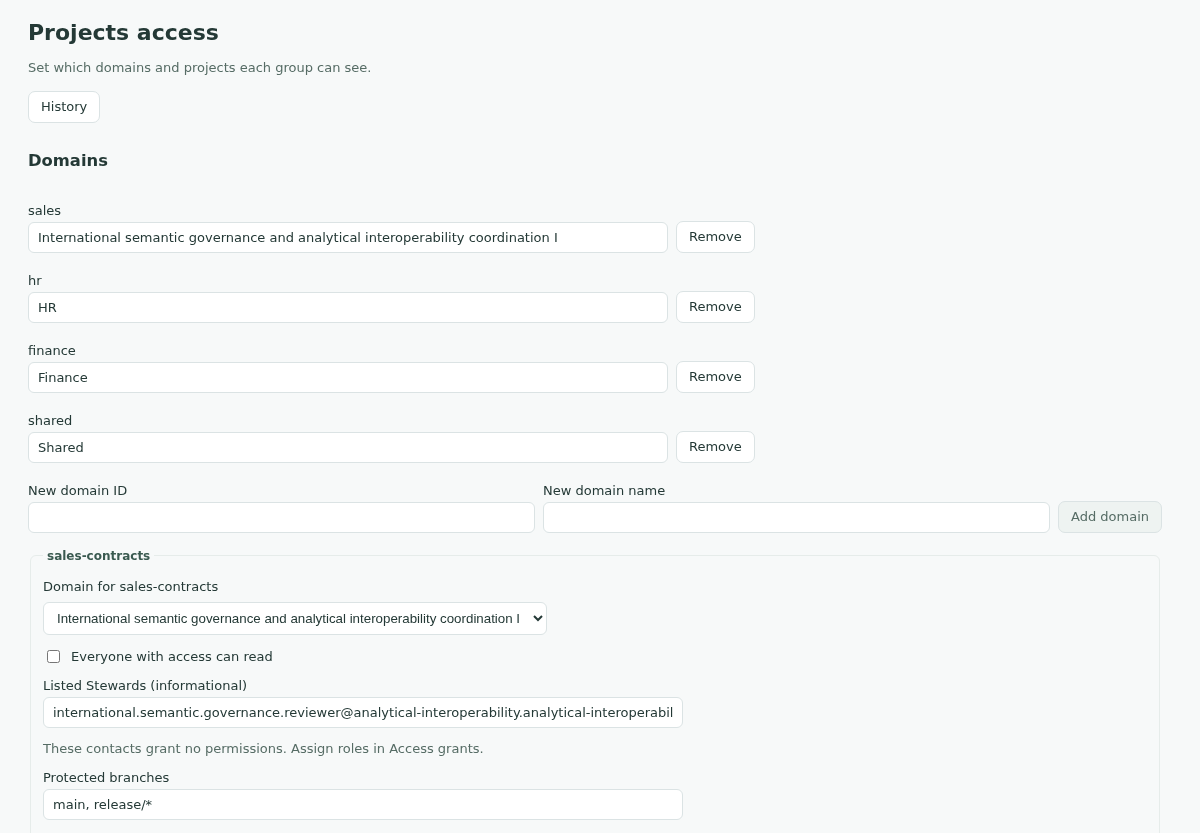 Projects access
Set which domains and projects each group can see.
History
Domains
sales
International semantic governance and analytical interoperability coordination I
Remove
hr
HR
Remove
finance
Finance
Remove
shared
Shared
Remove
New domain ID
New domain name
Add domain
sales-contracts
Domain for sales-contracts
International semantic governance and analytical interoperability coordination I
Everyone with access can read
Listed Stewards (informational)
international.semantic.governance.reviewer@analytical-interoperability.analytical-interoperabil
These contacts grant no permissions. Assign roles in Access grants.
Protected branches
main, release/*